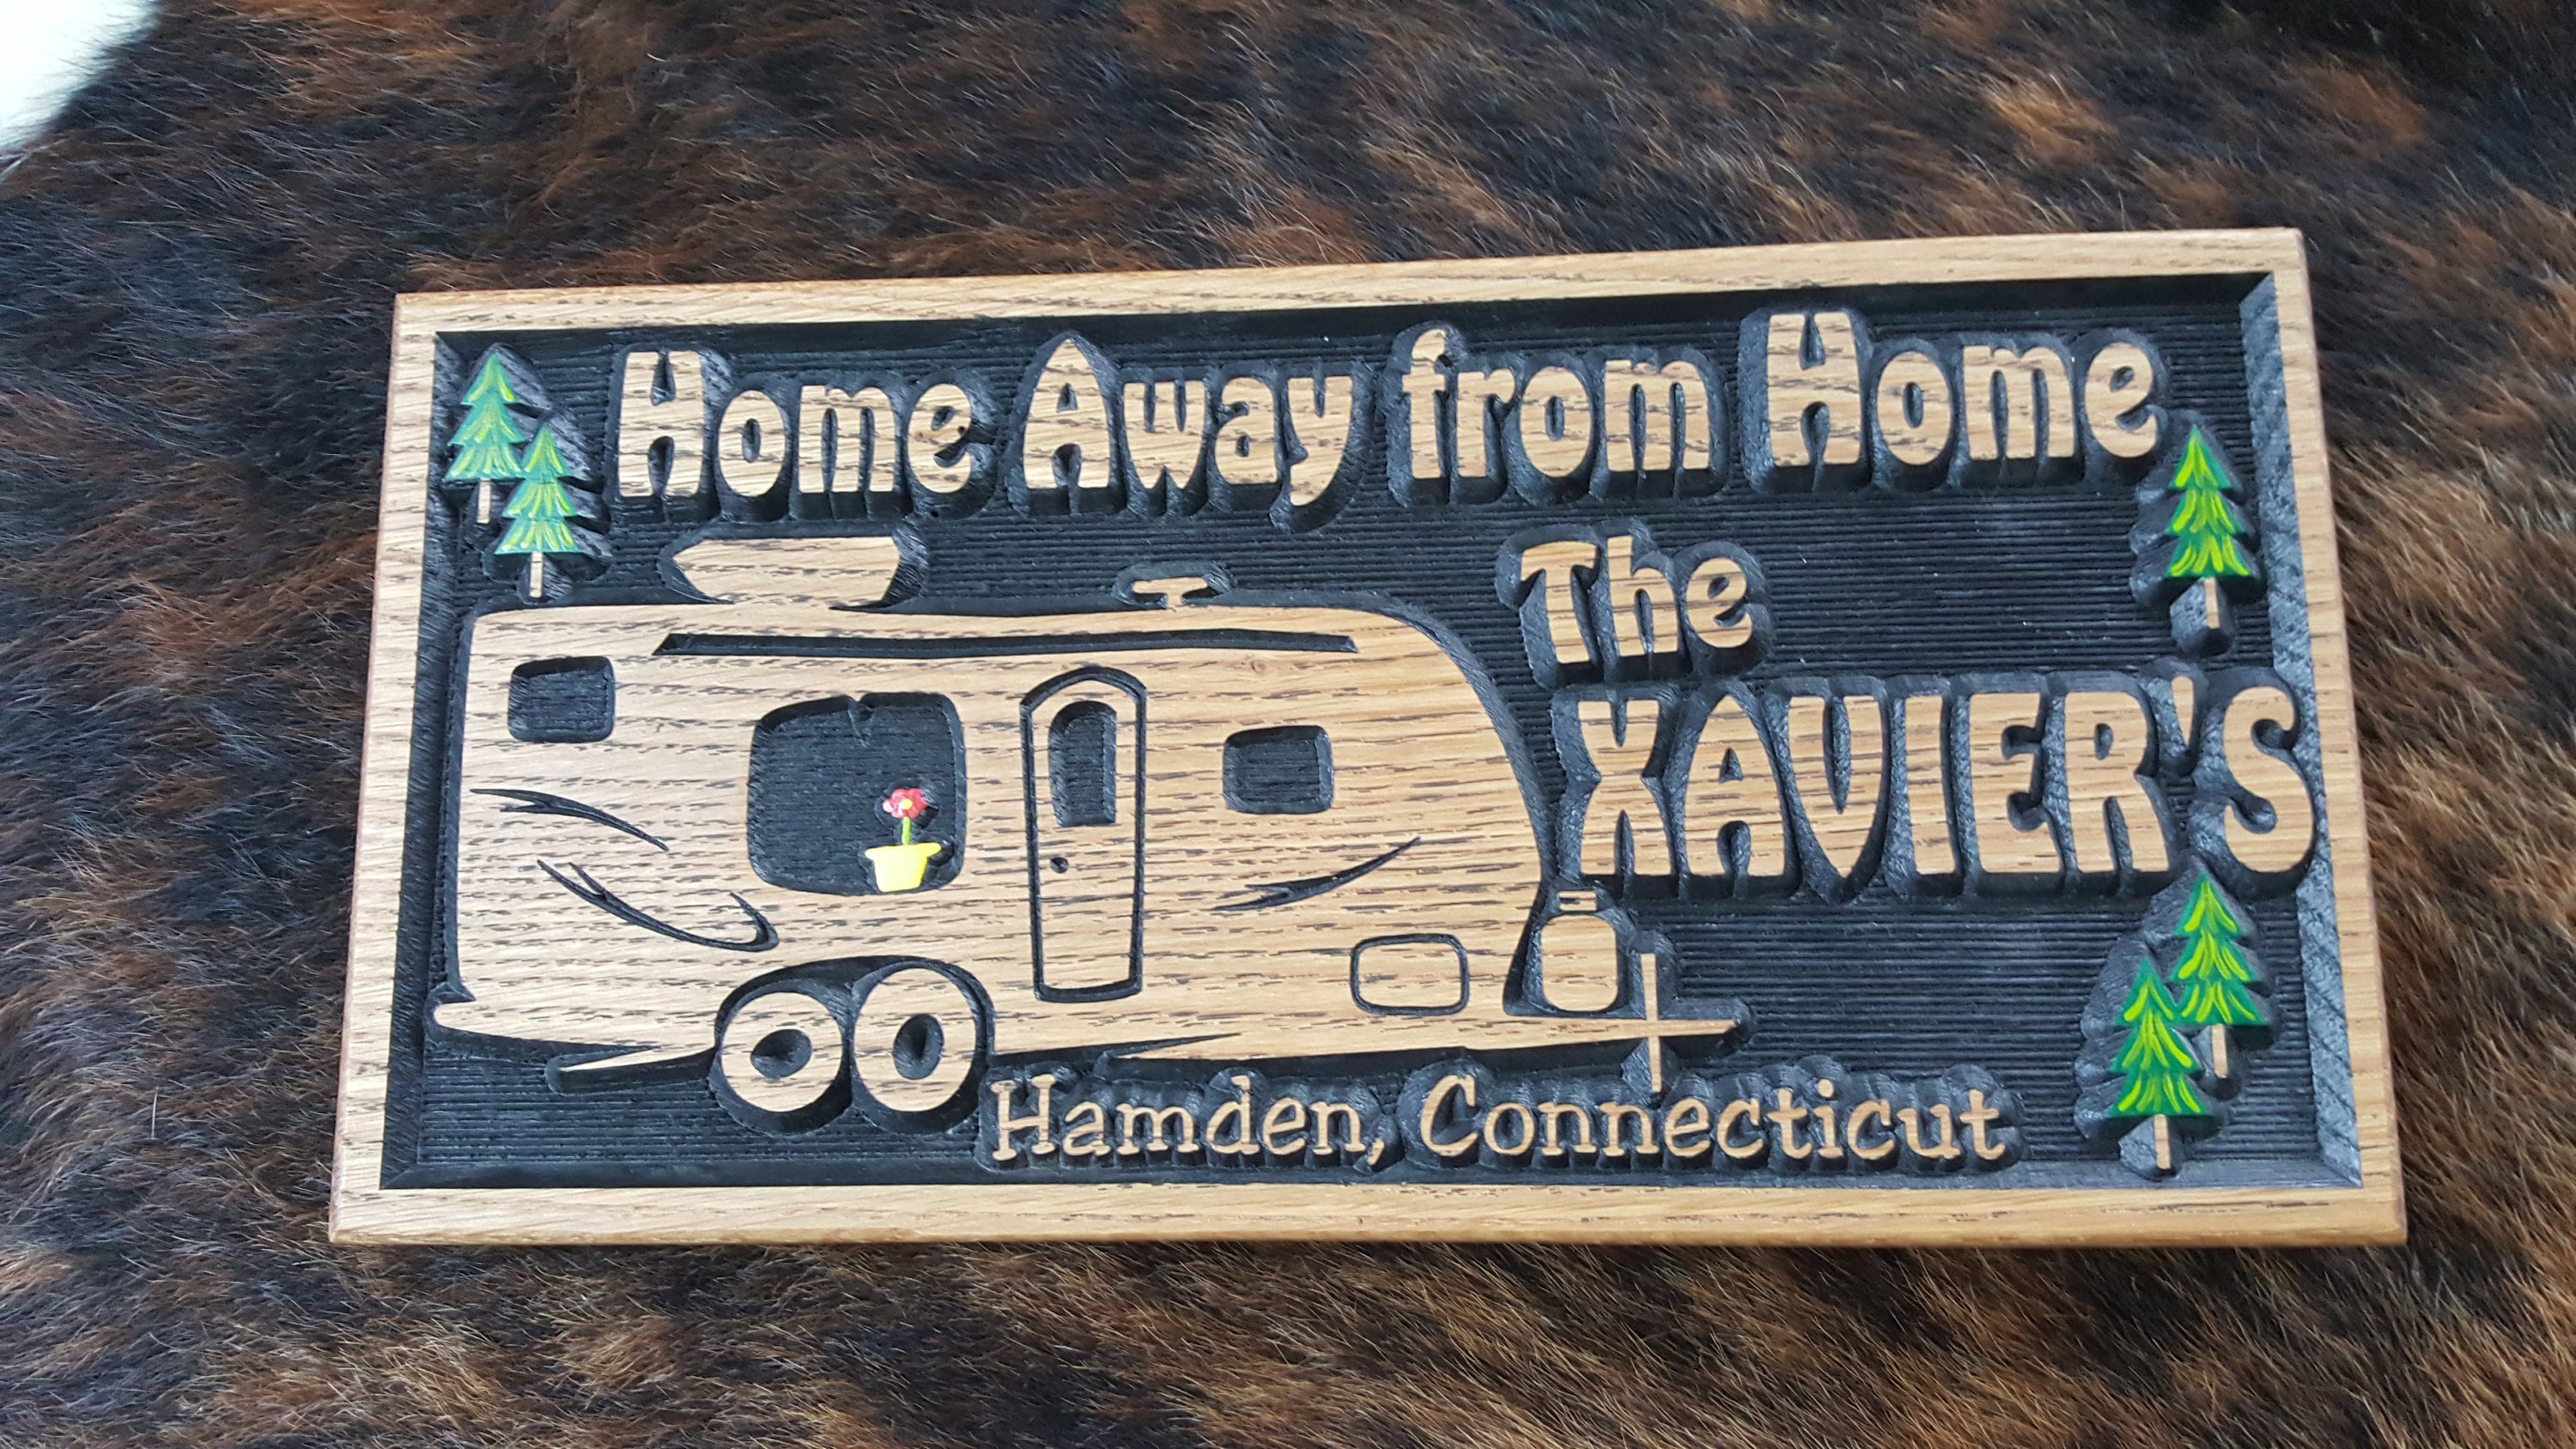 Home Away from Home
The
XAVIER'S
Hamden, Connecticut